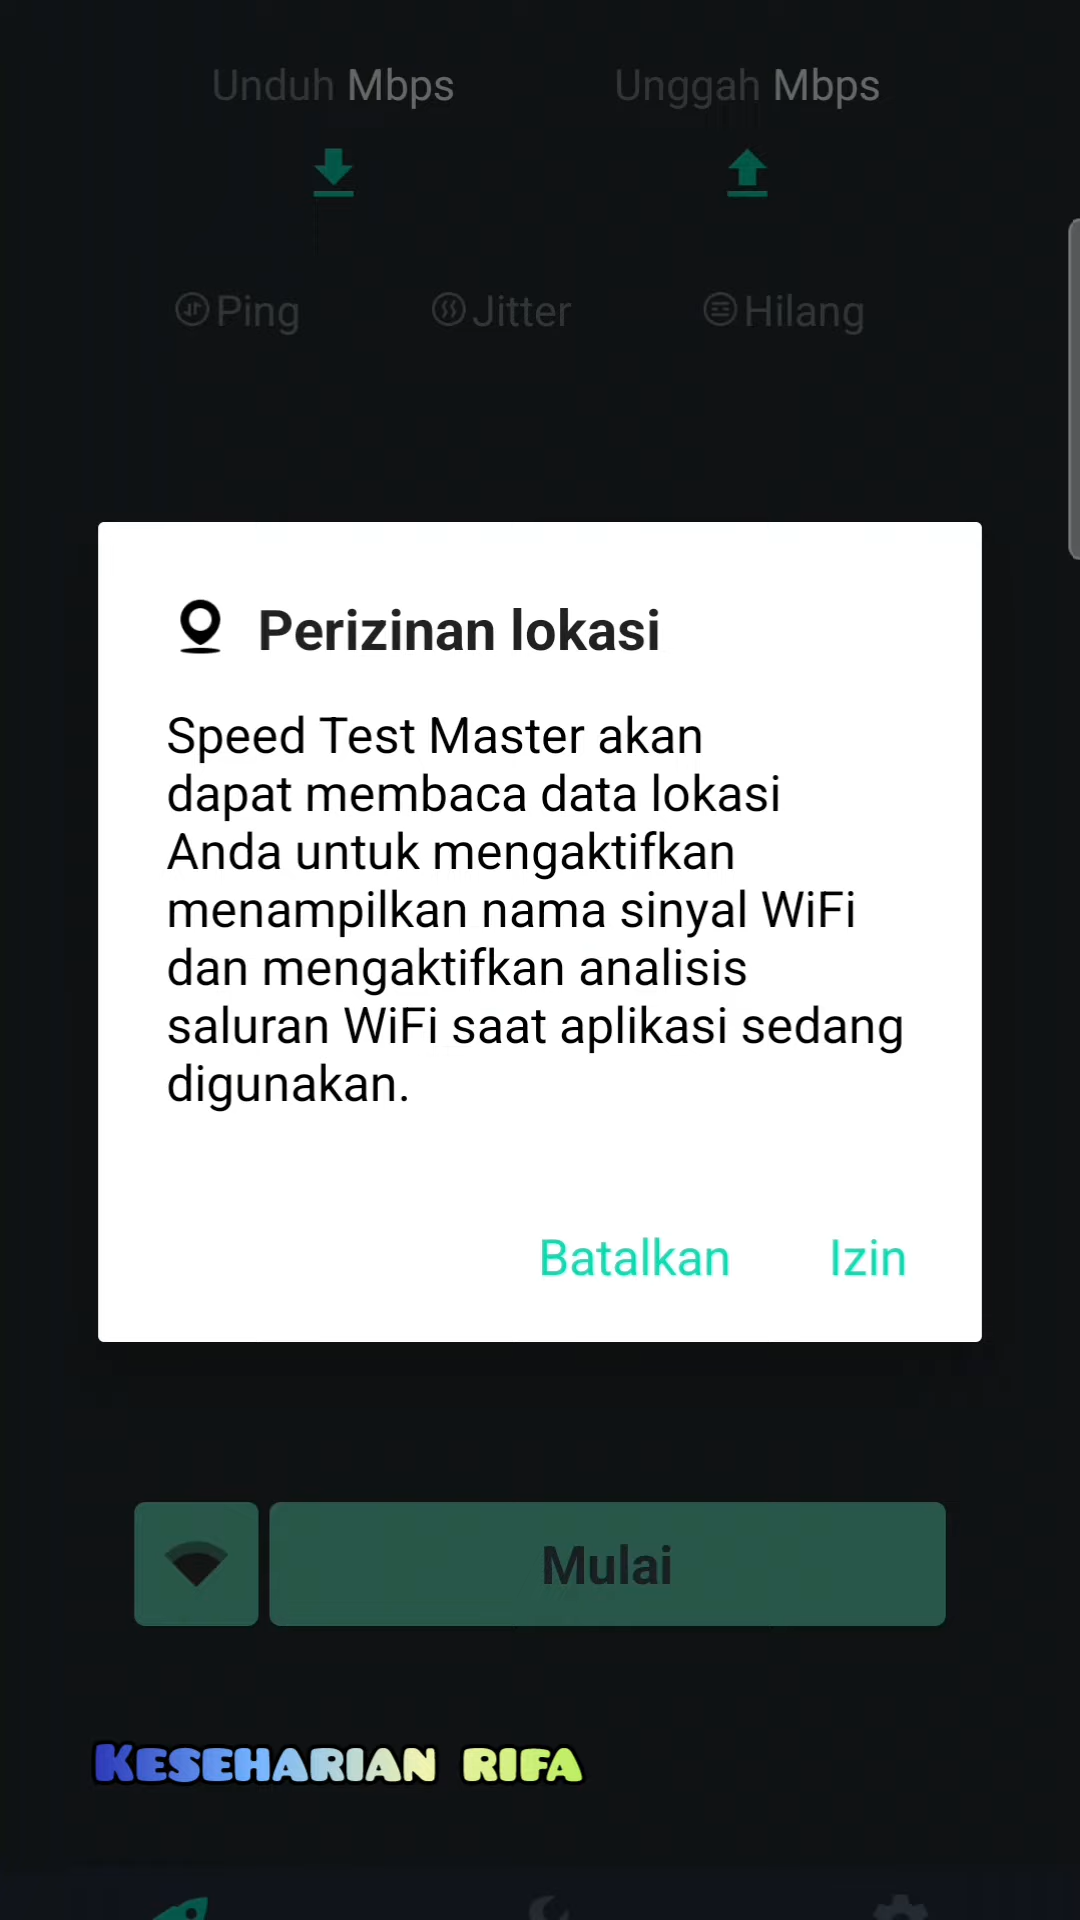 Unduh Mbps
Unggah Mbps
Ping
Jitter
Hilang
Perizinan lokasi
Speed Test Master akan
dapat membaca data lokasi
Anda untuk mengaktifkan
menampilkan nama sinyal WiFi
dan mengaktifkan analisis
saluran WiFi saat aplikasi sedang
digunakan.
Batalkan
Izin
Mulai
KESEHARIAN RIFA